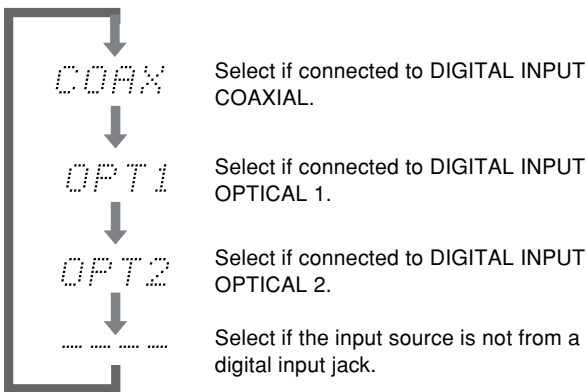 COAX
Select if connected to DIGITAL INPUT
COAXIAL.
OPT1
Select if connected to DIGITAL INPUT
OPTICAL 1.
OPT2
Select if connected to DIGITAL INPUT
OPTICAL 2.
_ _ _ _
Select if the input source is not from a
digital input jack.